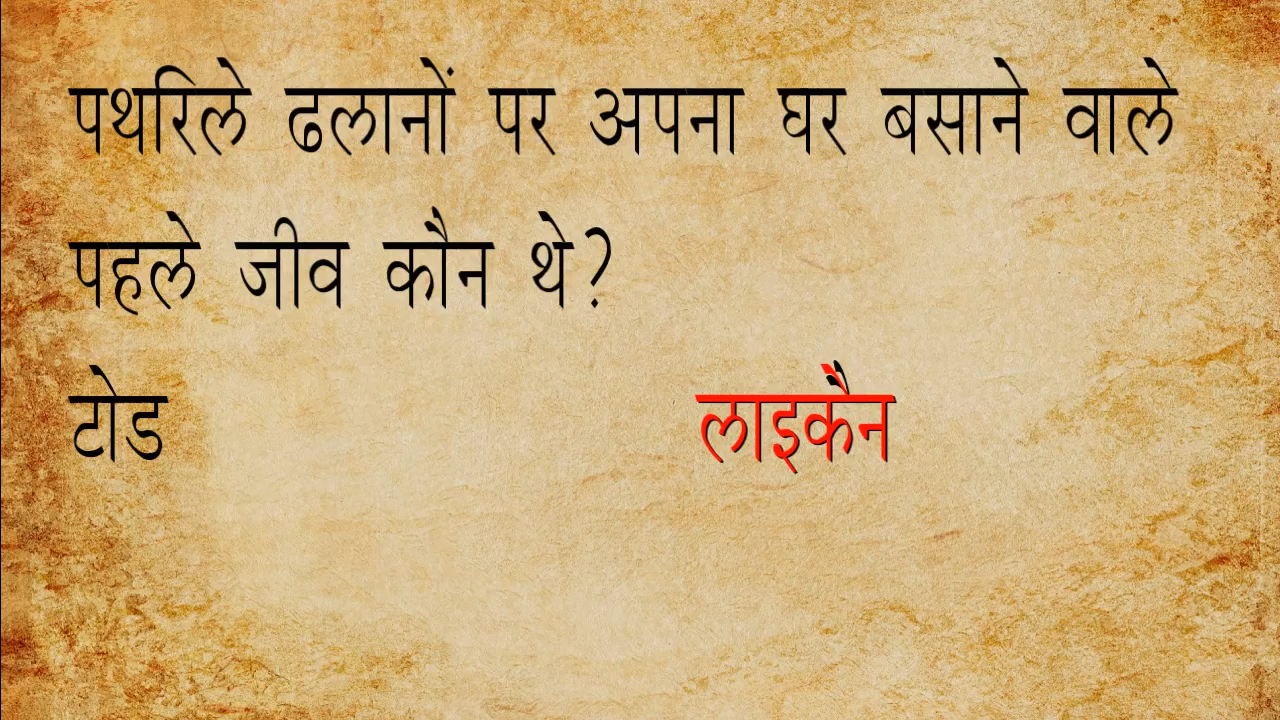 पथरिले ढलानों पर अपना घर बसाने वाले
पहले जीव कौन थे?
टोड लाइकैन